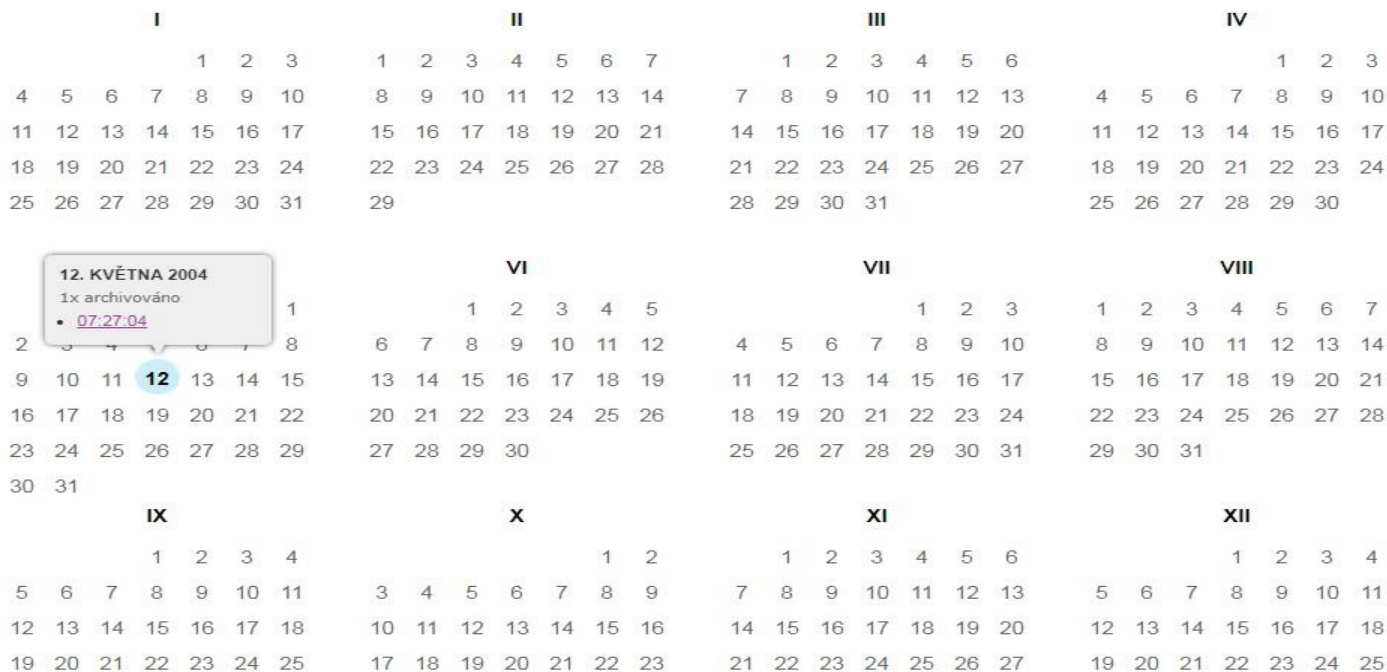 I
1 2 3
4 5 6 7 8 9 10
11 12 13 14 15 16 17
18 19 20 21 22 23 24
25 26 27 28 29 30 31
II
1 2 3 4 5 6 7
8 9 10 11 12 13 14
15 16 17 18 19 20 21
22 23 24 25 26 27 28
29
III
1 2 3 4 5 6
7 8 9 10 11 12 13
14 15 16 17 18 19 20
21 22 23 24 25 26 27
28 29 30 31
IV
1 2 3
4 5 6 7 8 9 10
11 12 13 14 15 16 17
18 19 20 21 22 23 24
25 26 27 28 29 30
12. KVĚTNA 2004
1x archivováno
• 07:27:04
1
2 8
9 10 11 12 13 14 15
16 17 18 19 20 21 22
23 24 25 26 27 28 29
30 31
VI
1 2 3 4 5
6 7 8 9 10 11 12
13 14 15 16 17 18 19
20 21 22 23 24 25 26
27 28 29 30
VII
1 2 3
4 5 6 7 8 9 10
11 12 13 14 15 16 17
18 19 20 21 22 23 24
25 26 27 28 29 30 31
VIII
1 2 3 4 5 6 7
8 9 10 11 12 13 14
15 16 17 18 19 20 21
22 23 24 25 26 27 28
29 30 31
IX
1 2 3 4
5 6 7 8 9 10 11
12 13 14 15 16 17 18
19 20 21 22 23 24 25
X
1 2
3 4 5 6 7 8 9
10 11 12 13 14 15 16
17 18 19 20 21 22 23
XI
1 2 3 4 5 6
7 8 9 10 11 12 13
14 15 16 17 18 19 20
21 22 23 24 25 26 27
XII
1 2 3 4
5 6 7 8 9 10 11
12 13 14 15 16 17 18
19 20 21 22 23 24 25